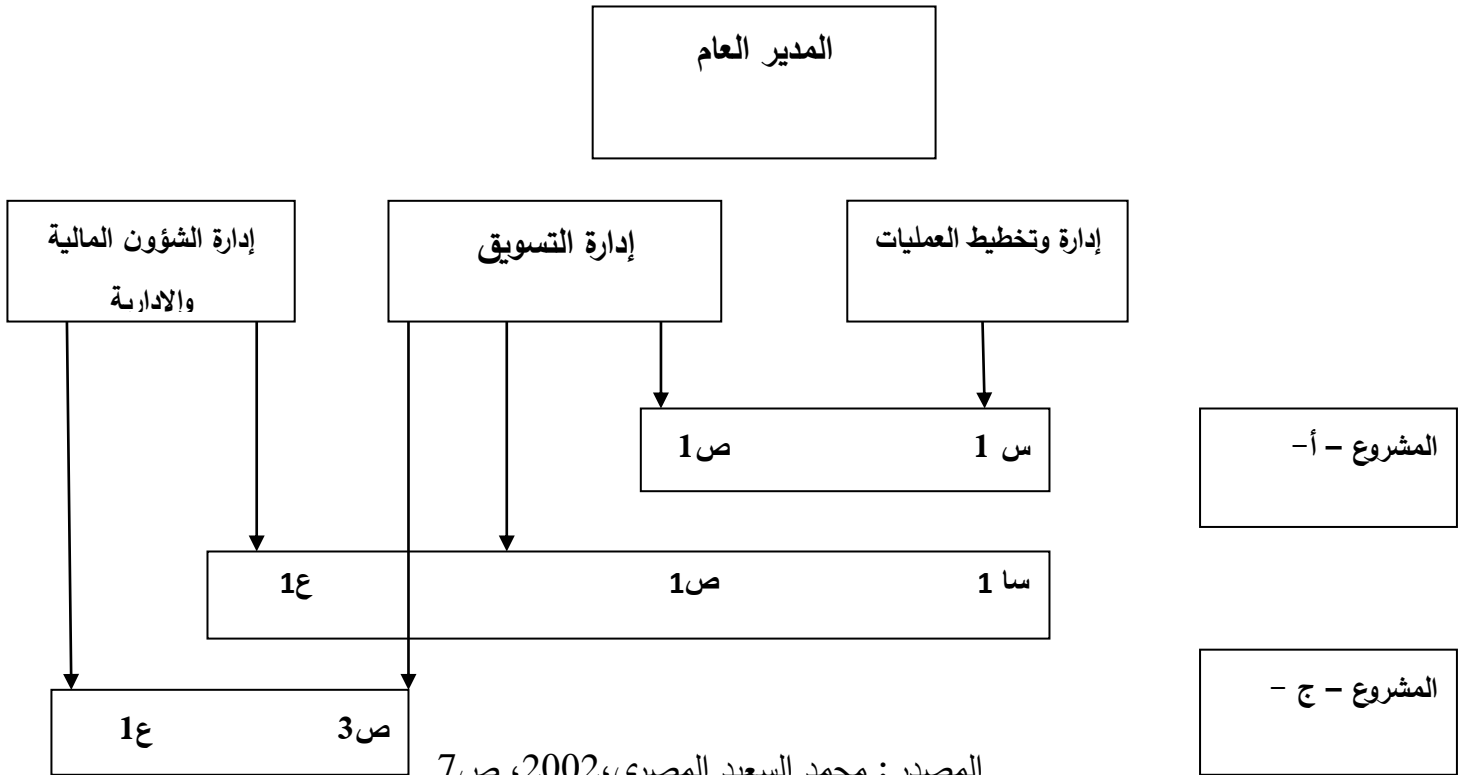 المدير العام
إدارة وتخطيط العمليات
إدارة التسويق
إدارة الشؤون المالية
والإدارية
المشروع – أ-
س 1
ص1
سا 1
ص1
ع1
المشروع – ج -
ص3
ع1
المصدر : محمد السعيد المصري،2002، ص7